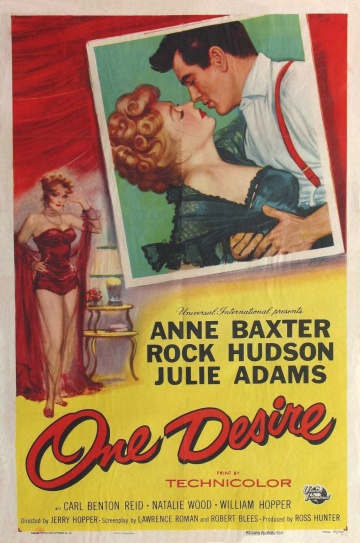 Universal International presents
ANNE BAXTER
ROCK HUDSON
JULIE ADAMS
One Desire
PRINT BY
TECHNICOLOR
with CARL BENTON REID · NATALIE WOOD · WILLIAM HOPPER
Directed by JERRY HOPPER · Screenplay by LAWRENCE ROMAN and ROBERT BLEES · Produced by ROSS HUNTER